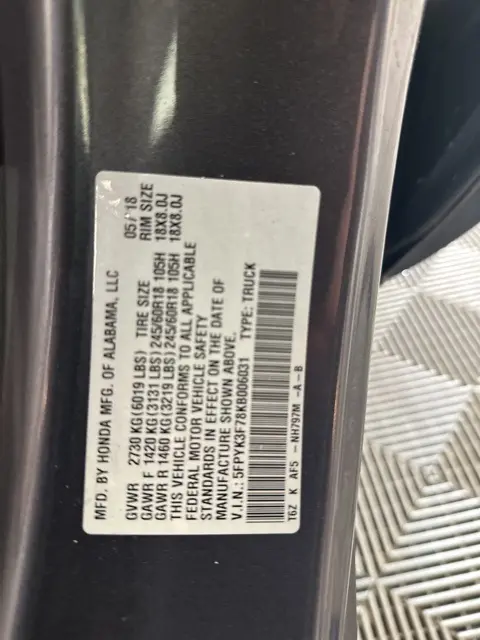 MFD. BY HONDA MFG. OF ALABAMA, LLC 05/18
GVWR 2730 KG(6019 LBS) TIRE SIZE RIM SIZE
GAWR F 1420 KG(3131 LBS)245/60R18 105H 18X8.0J
GAWR R 1460 KG(3219 LBS)245/60R18 105H 18X8.0J
THIS VEHICLE CONFORMS TO ALL APPLICABLE
FEDERAL MOTOR VEHICLE SAFETY
STANDARDS IN EFFECT ON THE DATE OF
MANUFACTURE SHOWN ABOVE.
V.I.N.: 5FPYK3F78KB006031 TYPE: TRUCK
T6Z K AF5 -NH797M -A-B